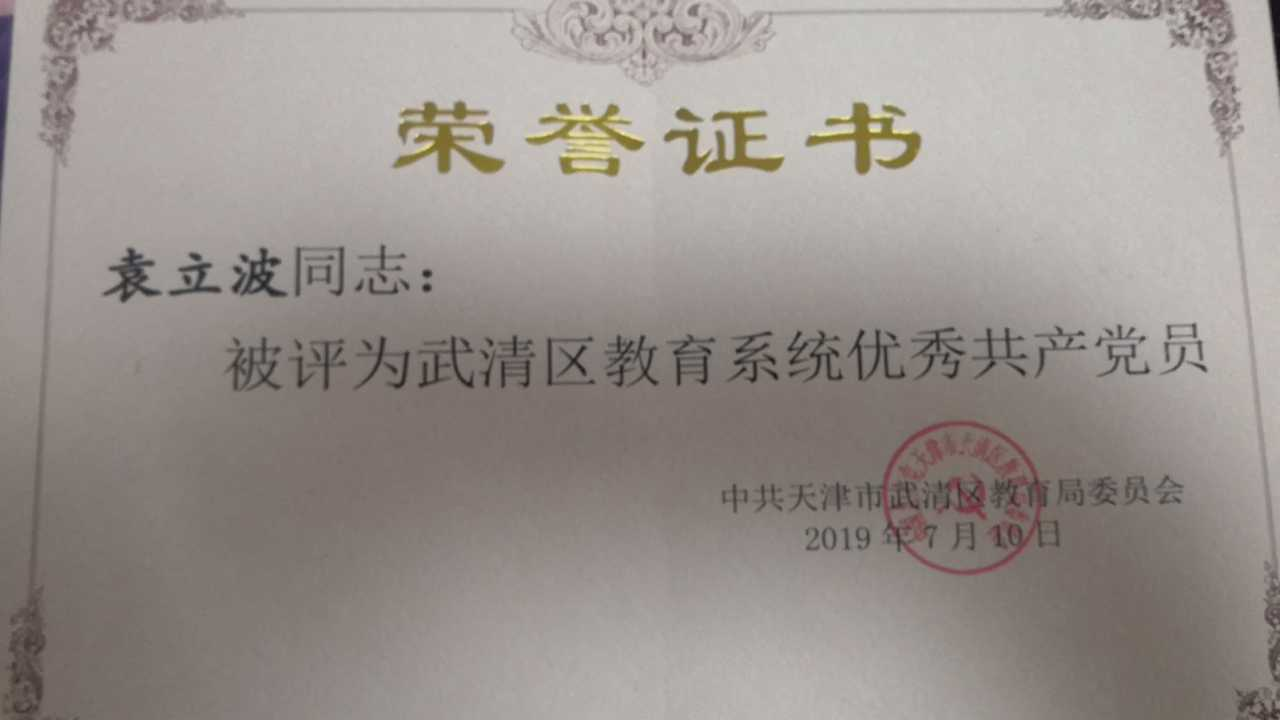 荣誉证书
袁立波同志：
被评为武清区教育系统优秀共产党员
中共天津市武清区教育局委员会
2019年7月10日